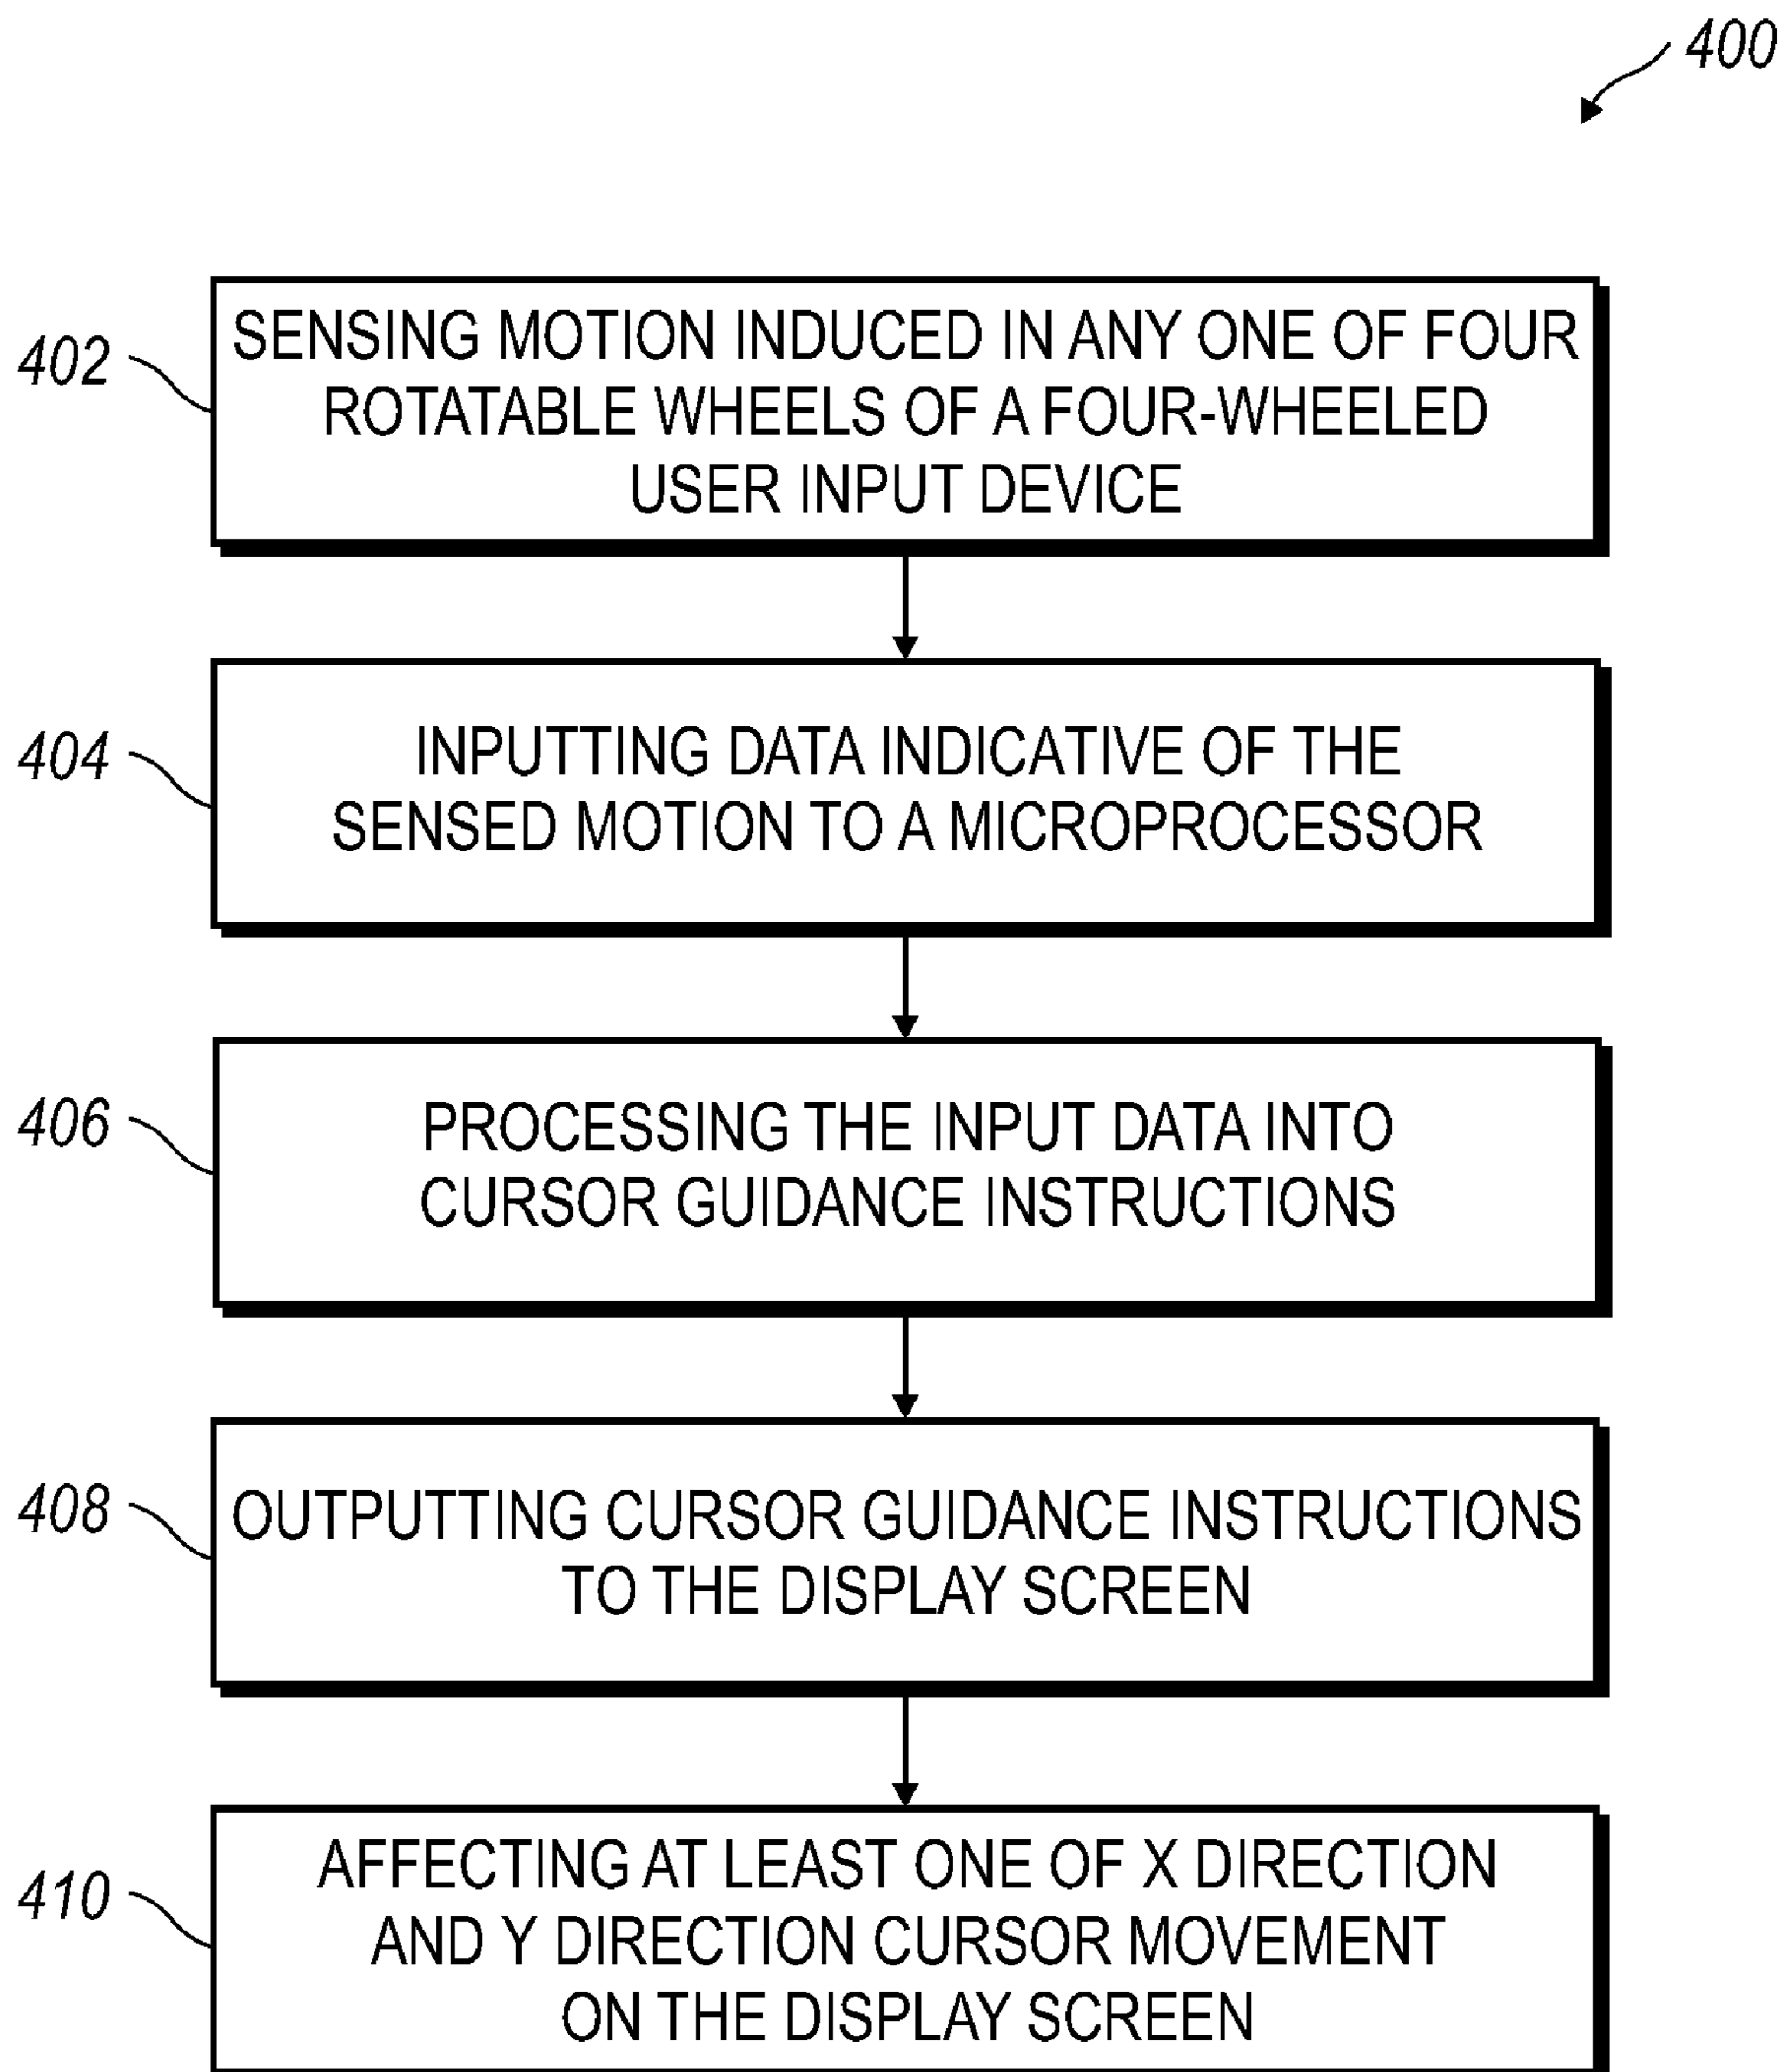 400
402
SENSING MOTION INDUCED IN ANY ONE OF FOUR
ROTATABLE WHEELS OF A FOUR-WHEELED
USER INPUT DEVICE
404
INPUTTING DATA INDICATIVE OF THE
SENSED MOTION TO A MICROPROCESSOR
406
PROCESSING THE INPUT DATA INTO
CURSOR GUIDANCE INSTRUCTIONS
408
OUTPUTTING CURSOR GUIDANCE INSTRUCTIONS
TO THE DISPLAY SCREEN
410
AFFECTING AT LEAST ONE OF X DIRECTION
AND Y DIRECTION CURSOR MOVEMENT
ON THE DISPLAY SCREEN